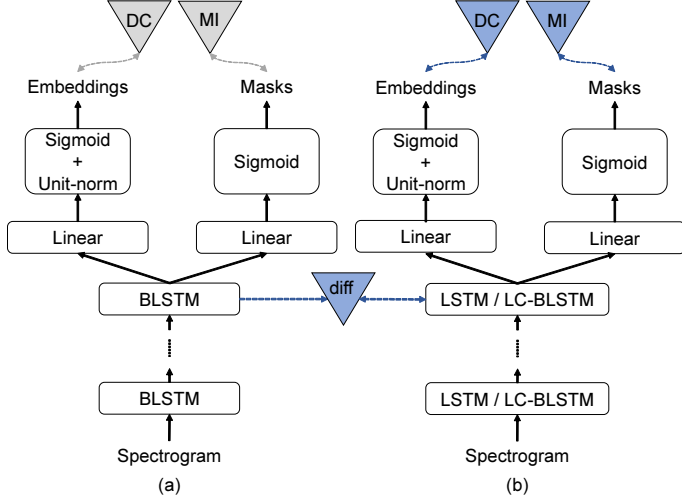 DC MI DC MI
Embeddings Masks Embeddings Masks
Sigmoid
+
Unit-norm
Sigmoid
Sigmoid
+
Unit-norm
Sigmoid
Linear Linear Linear Linear
BLSTM diff LSTM / LC-BLSTM
BLSTM LSTM / LC-BLSTM
Spectrogram Spectrogram
(a) (b)